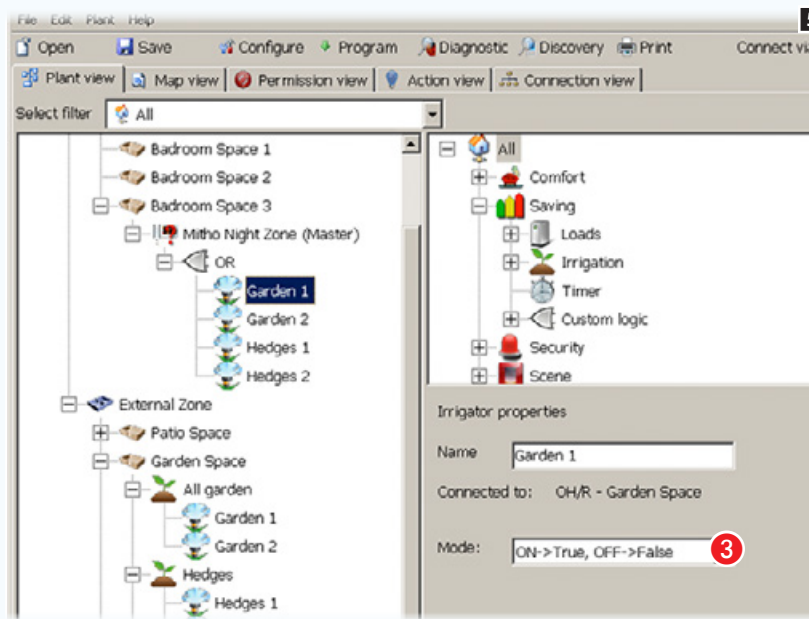 File Edit Plant Help
Open Save Configure Program Diagnostic Discovery Print Connect via
Plant view Map view Permission view Action view Connection view
Select filter All
Badroom Space 1
Badroom Space 2
Badroom Space 3
Mitho Night Zone (Master)
OR
Garden 1
Garden 2
Hedges 1
Hedges 2
External Zone
Patio Space
Garden Space
All garden
Garden 1
Garden 2
Hedges
Hedges 1
All
Comfort
Saving
Loads
Irrigation
Timer
Custom logic
Security
Scene
Irrigator properties
Name Garden 1
Connected to: OH/R - Garden Space
Mode: ON->True, OFF->False 3